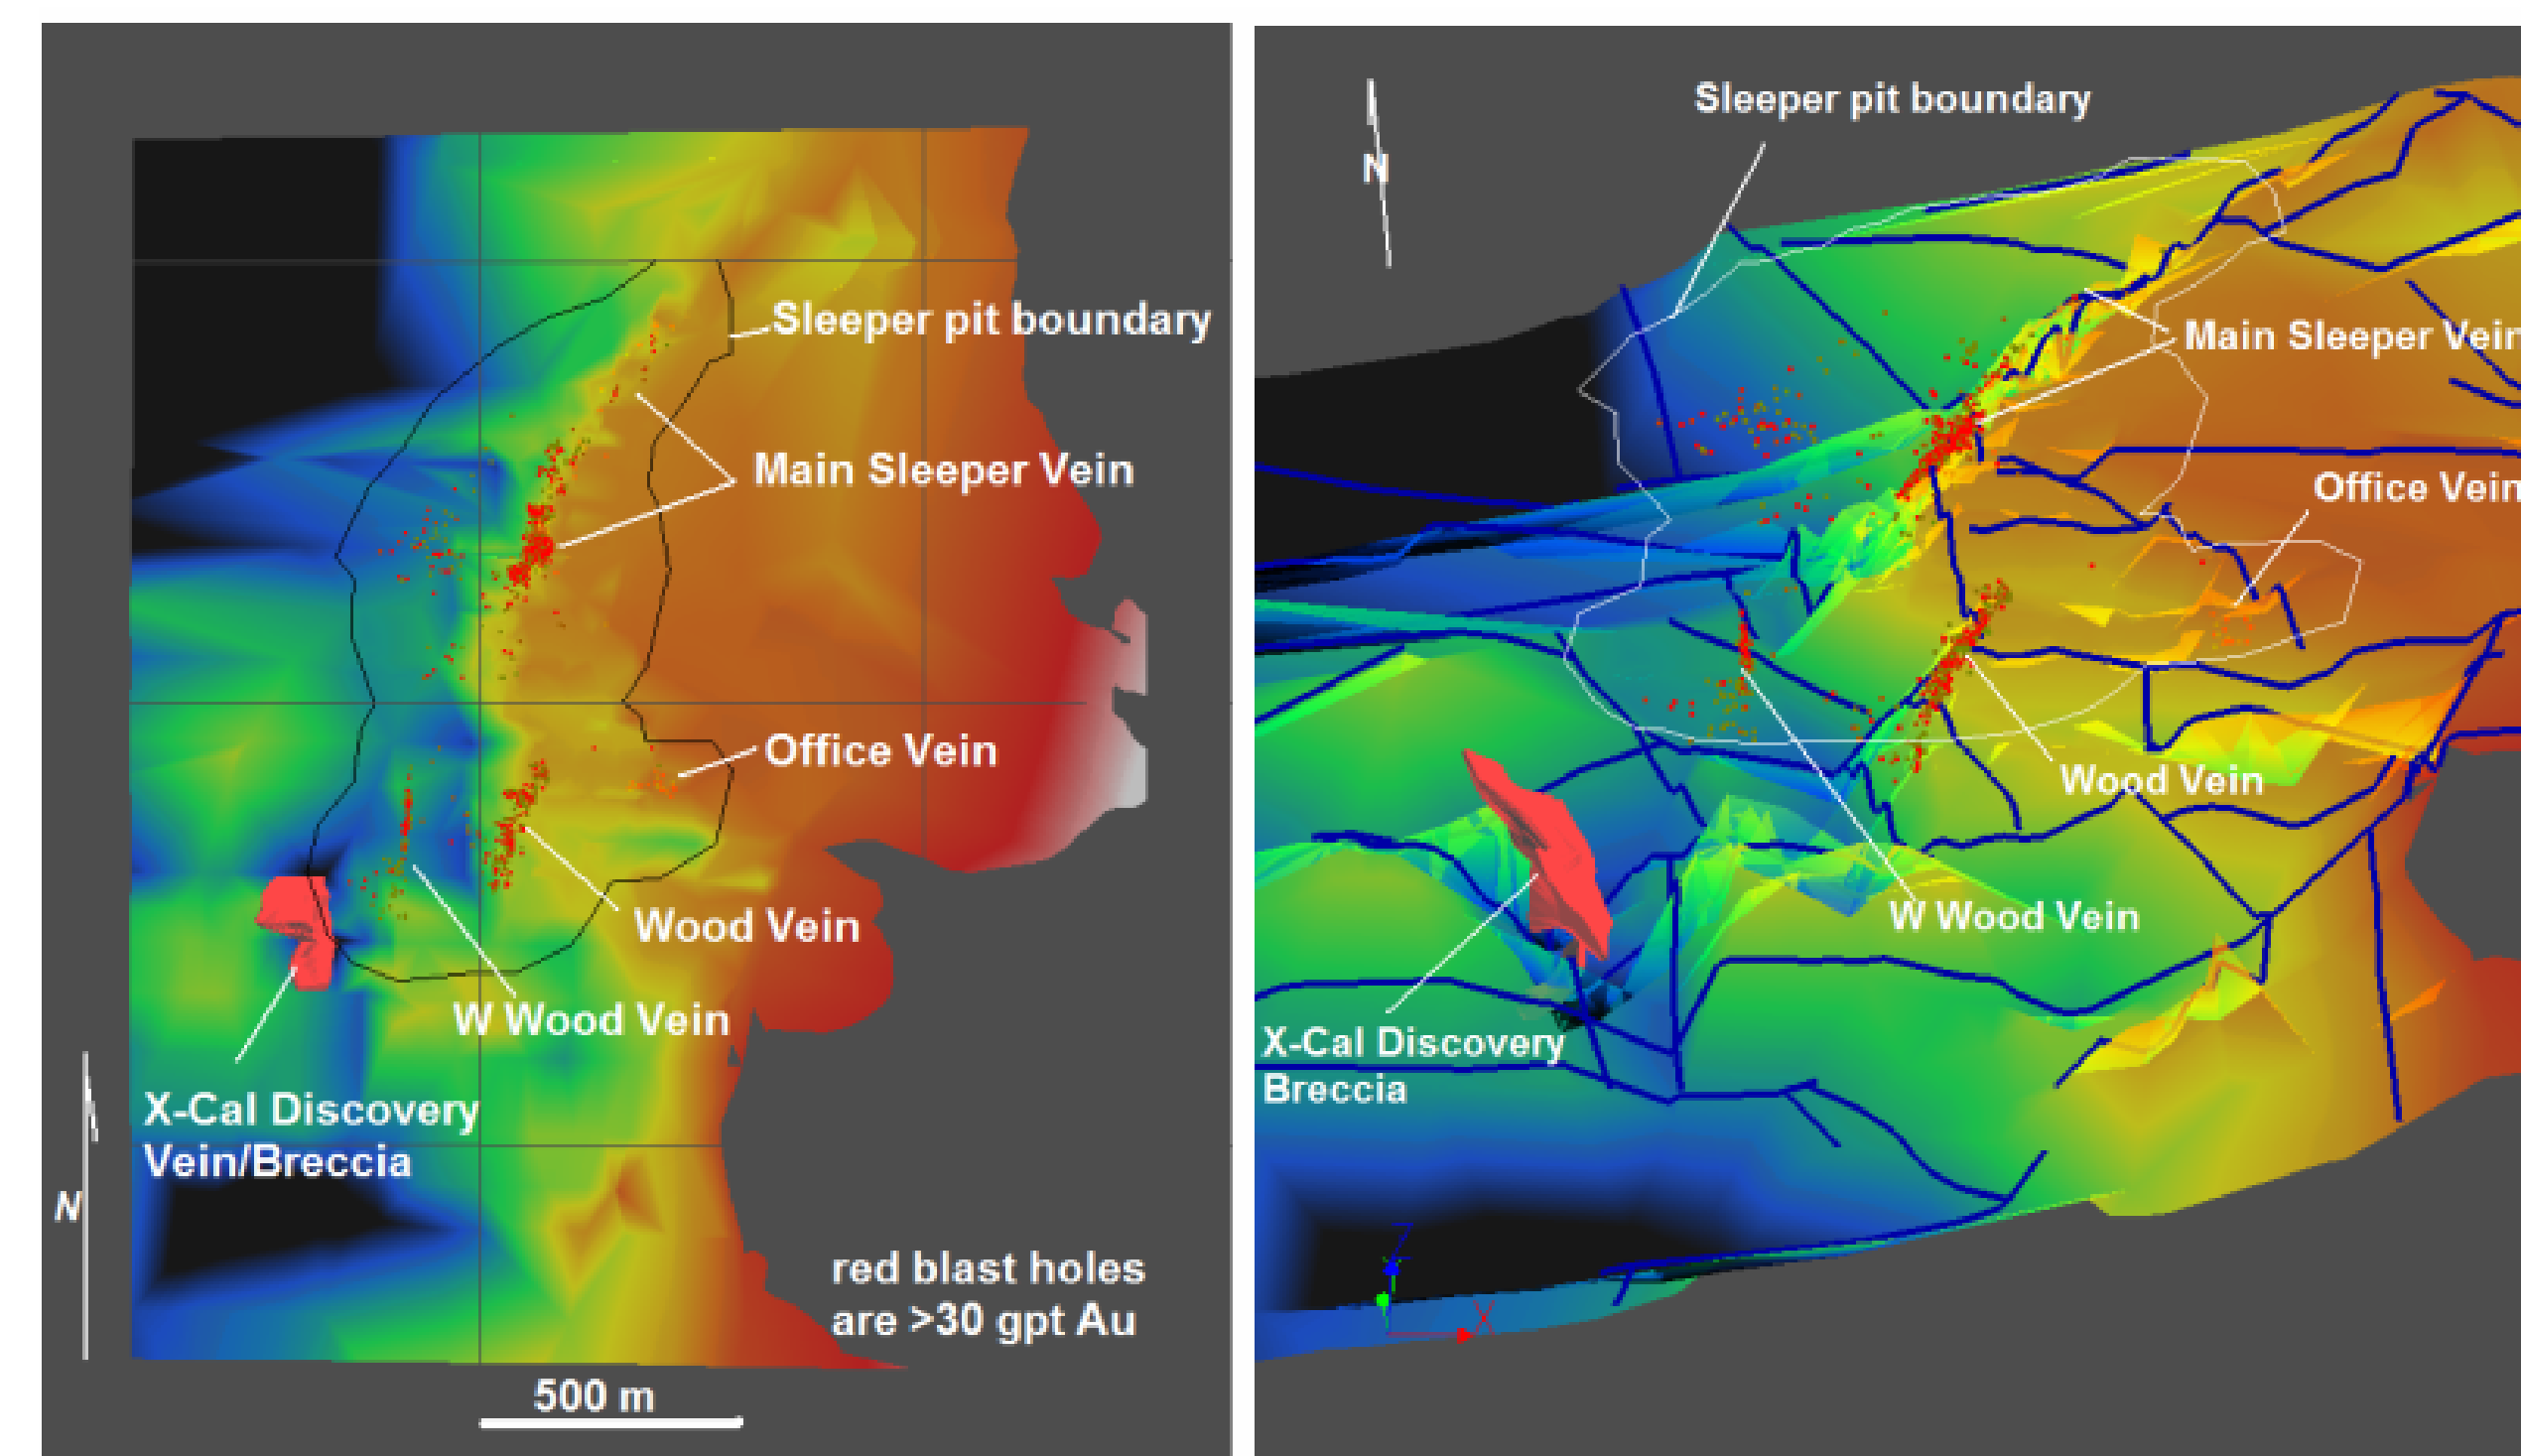 Sleeper pit boundary
Main Sleeper Vein
Office Vein
Wood Vein
W Wood Vein
X-Cal Discovery
Vein/Breccia
N
red blast holes
are >30 gpt Au
500 m
Sleeper pit boundary
N
Main Sleeper Vein
Office Vein
Wood Vein
W Wood Vein
X-Cal Discovery
Breccia
Z
X